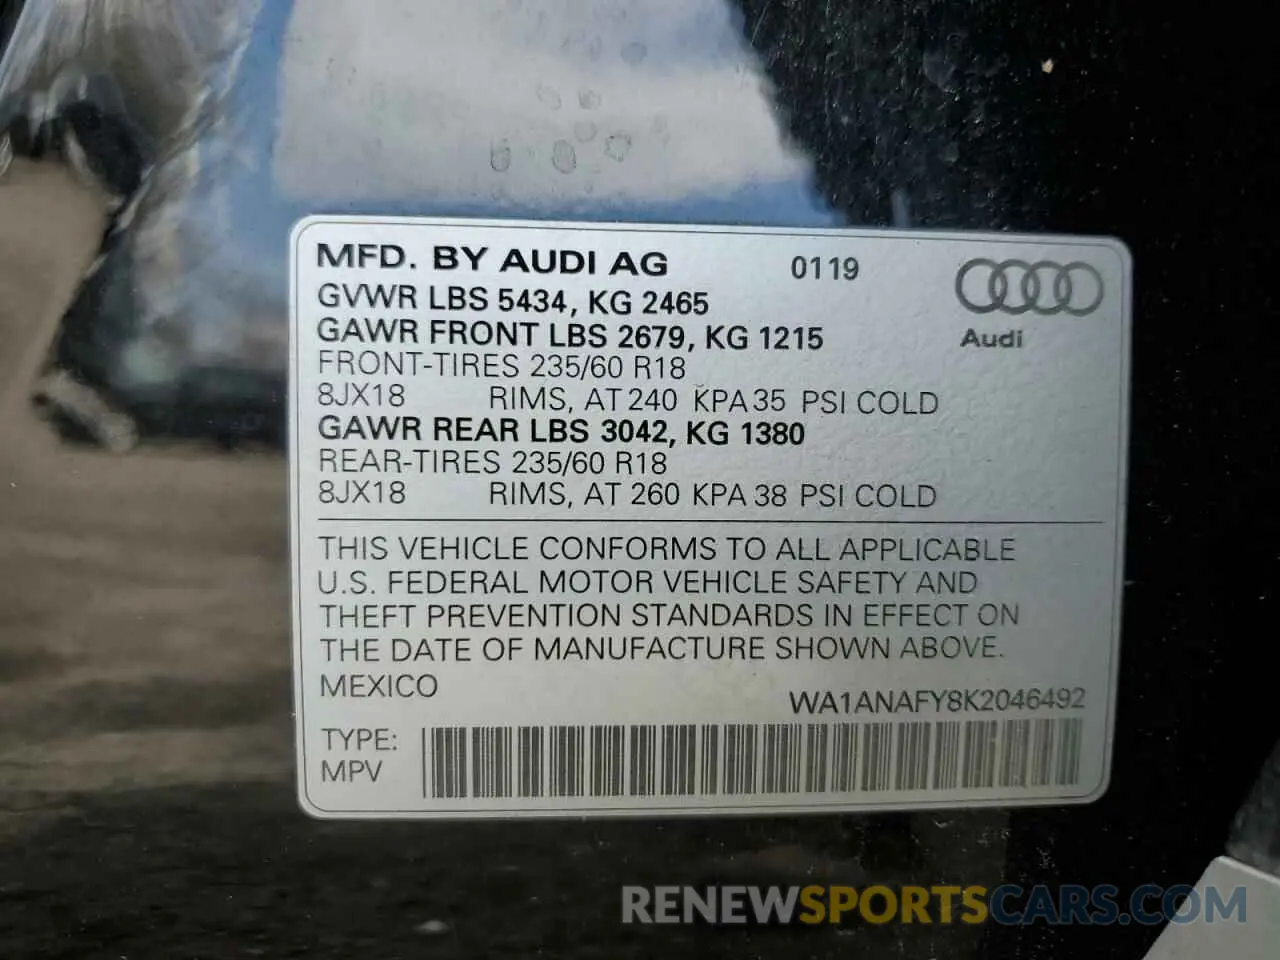 MFD. BY AUDI AG 0119
GVWR LBS 5434, KG 2465
GAWR FRONT LBS 2679, KG 1215
Audi
FRONT-TIRES 235/60 R18
8JX18 RIMS, AT 240 KPA 35 PSI COLD
GAWR REAR LBS 3042, KG 1380
REAR-TIRES 235/60 R18
8JX18 RIMS, AT 260 KPA 38 PSI COLD
THIS VEHICLE CONFORMS TO ALL APPLICABLE
U.S. FEDERAL MOTOR VEHICLE SAFETY AND
THEFT PREVENTION STANDARDS IN EFFECT ON
THE DATE OF MANUFACTURE SHOWN ABOVE.
MEXICO WA1ANAFY8K2046492
TYPE:
MPV
RENEWSPORTSCARS.COM